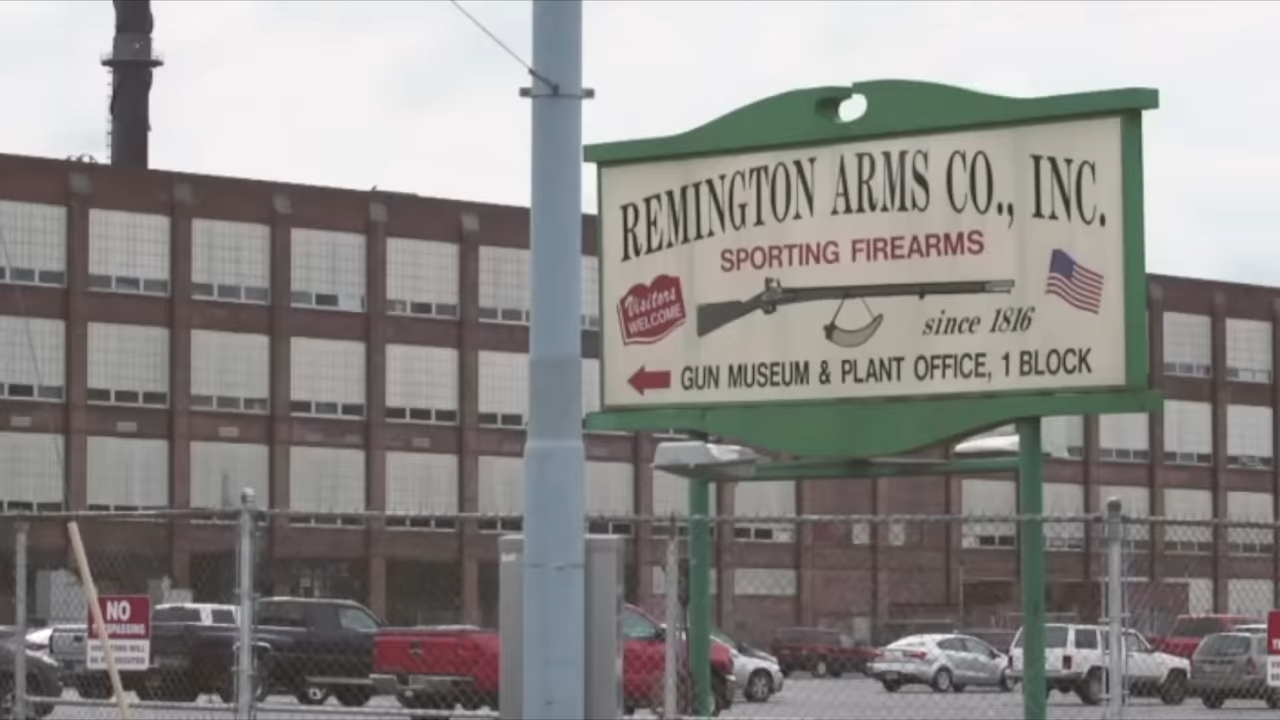 REMINGTON ARMS CO., INC.
SPORTING FIREARMS
Visitors
WELCOME
since 1816
GUN MUSEUM & PLANT OFFICE, 1 BLOCK
NO
TRESPASSING